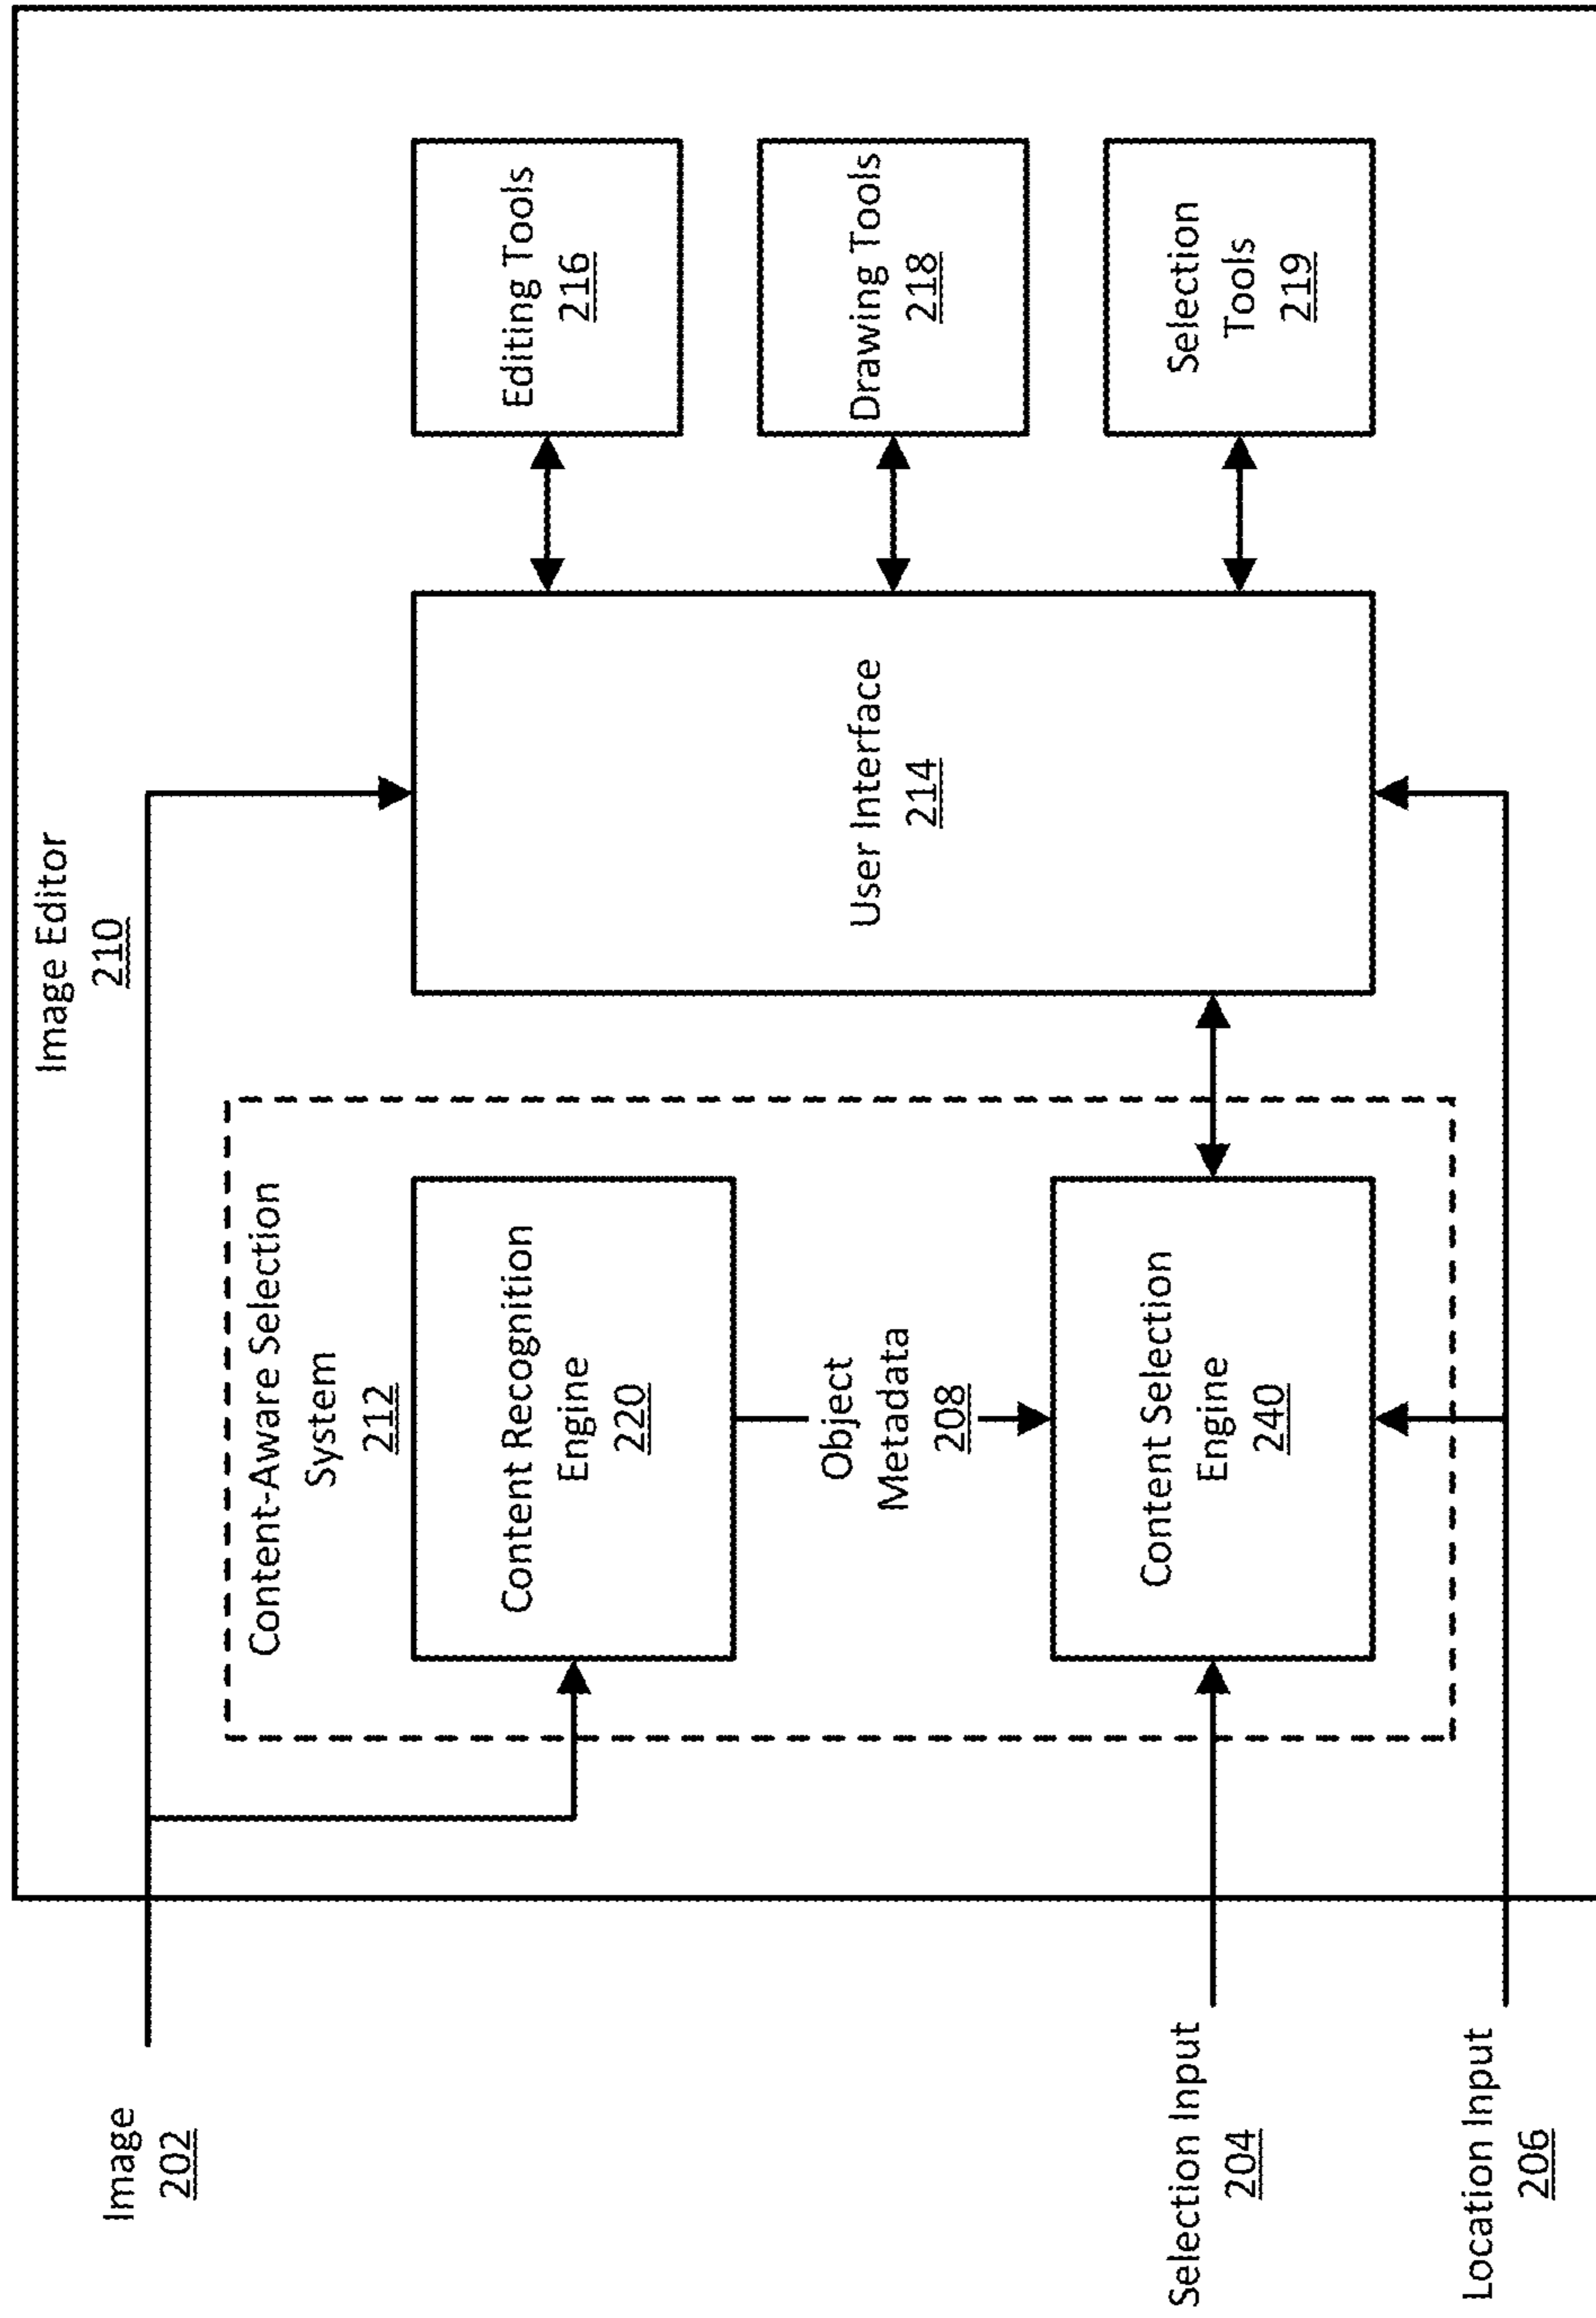 Image Editor
210
Image
202
Content-Aware Selection
System
212
Content Recognition
Engine
220
Object
Metadata
208
Content Selection
Engine
240
User Interface
214
Editing Tools
216
Drawing Tools
218
Selection
Tools
219
Selection Input
204
Location Input
206